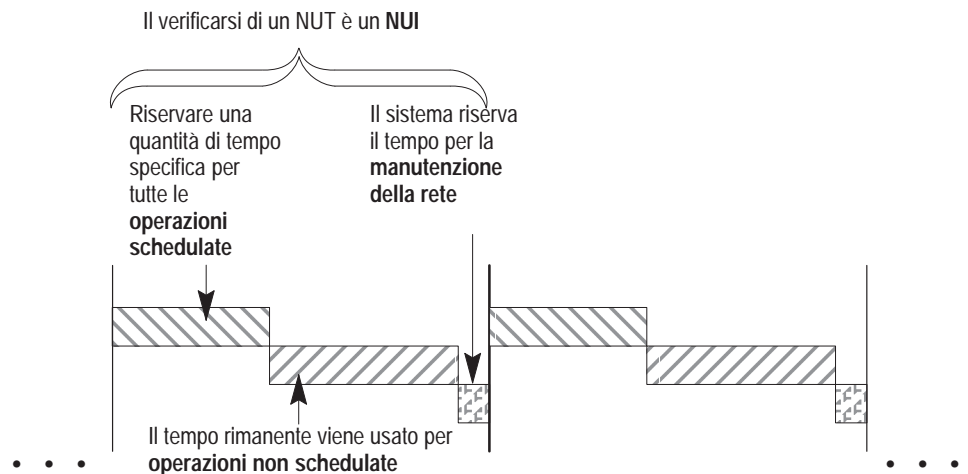 Il verificarsi di un NUT è un NUI
Riservare una
quantità di tempo
specifica per
tutte le
operazioni
schedulate
Il sistema riserva
il tempo per la
manutenzione
della rete
Il tempo rimanente viene usato per
operazioni non schedulate